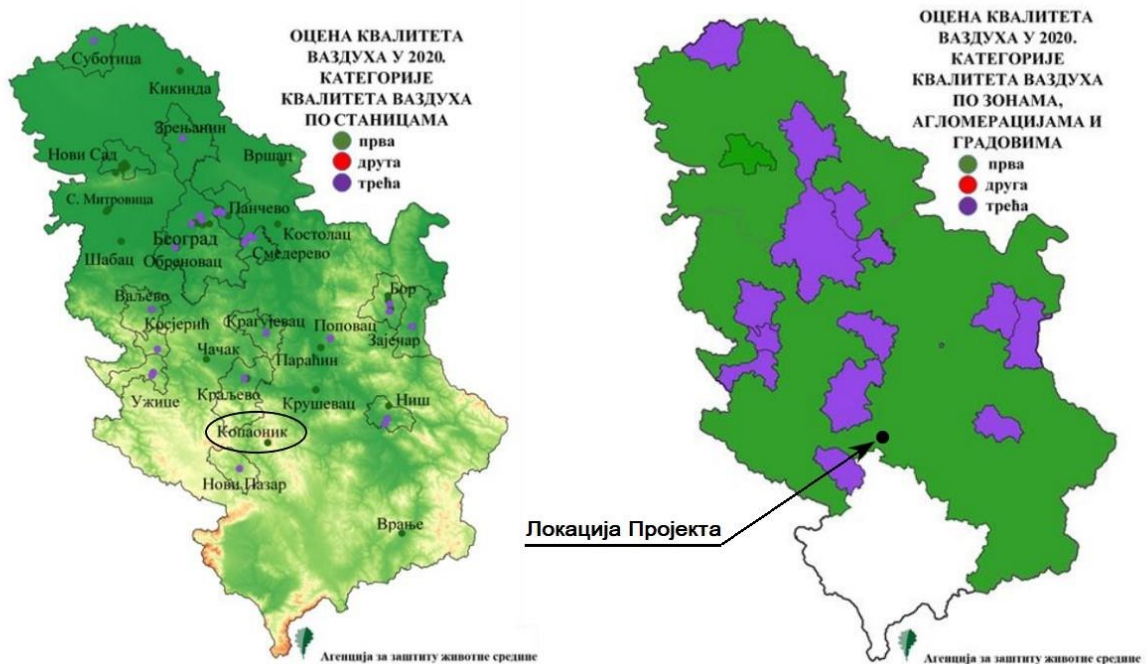 ОЦЕНА КВАЛИТЕТА
ВАЗДУХА У 2020.
КАТЕГОРИЈЕ
КВАЛИТЕТА ВАЗДУХА
ПО СТАНИЦАМА
прва
друга
трећа
Суботица
Кикинда
Зрењанин
Нови Сад
Вршац
С. Митровица
Панчево
Београд
Костолац
Шабац
Обреновац
Смедерево
Ваљево
Бор
Косјерић
Крагујевац
Поповац
Зајечар
Чачак
Параћин
Ужице
Краљево
Крушевац
Ниш
Копаоник
Нови Пазар
Врање
Агенција за заштиту животне средине
ОЦЕНА КВАЛИТЕТА
ВАЗДУХА У 2020.
КАТЕГОРИЈЕ
КВАЛИТЕТА ВАЗДУХА
ПО ЗОНАМА,
АГЛОМЕРАЦИЈАМА И
ГРАДОВИМА
прва
друга
трећа
Локација Пројекта
Агенција за заштиту животне средине